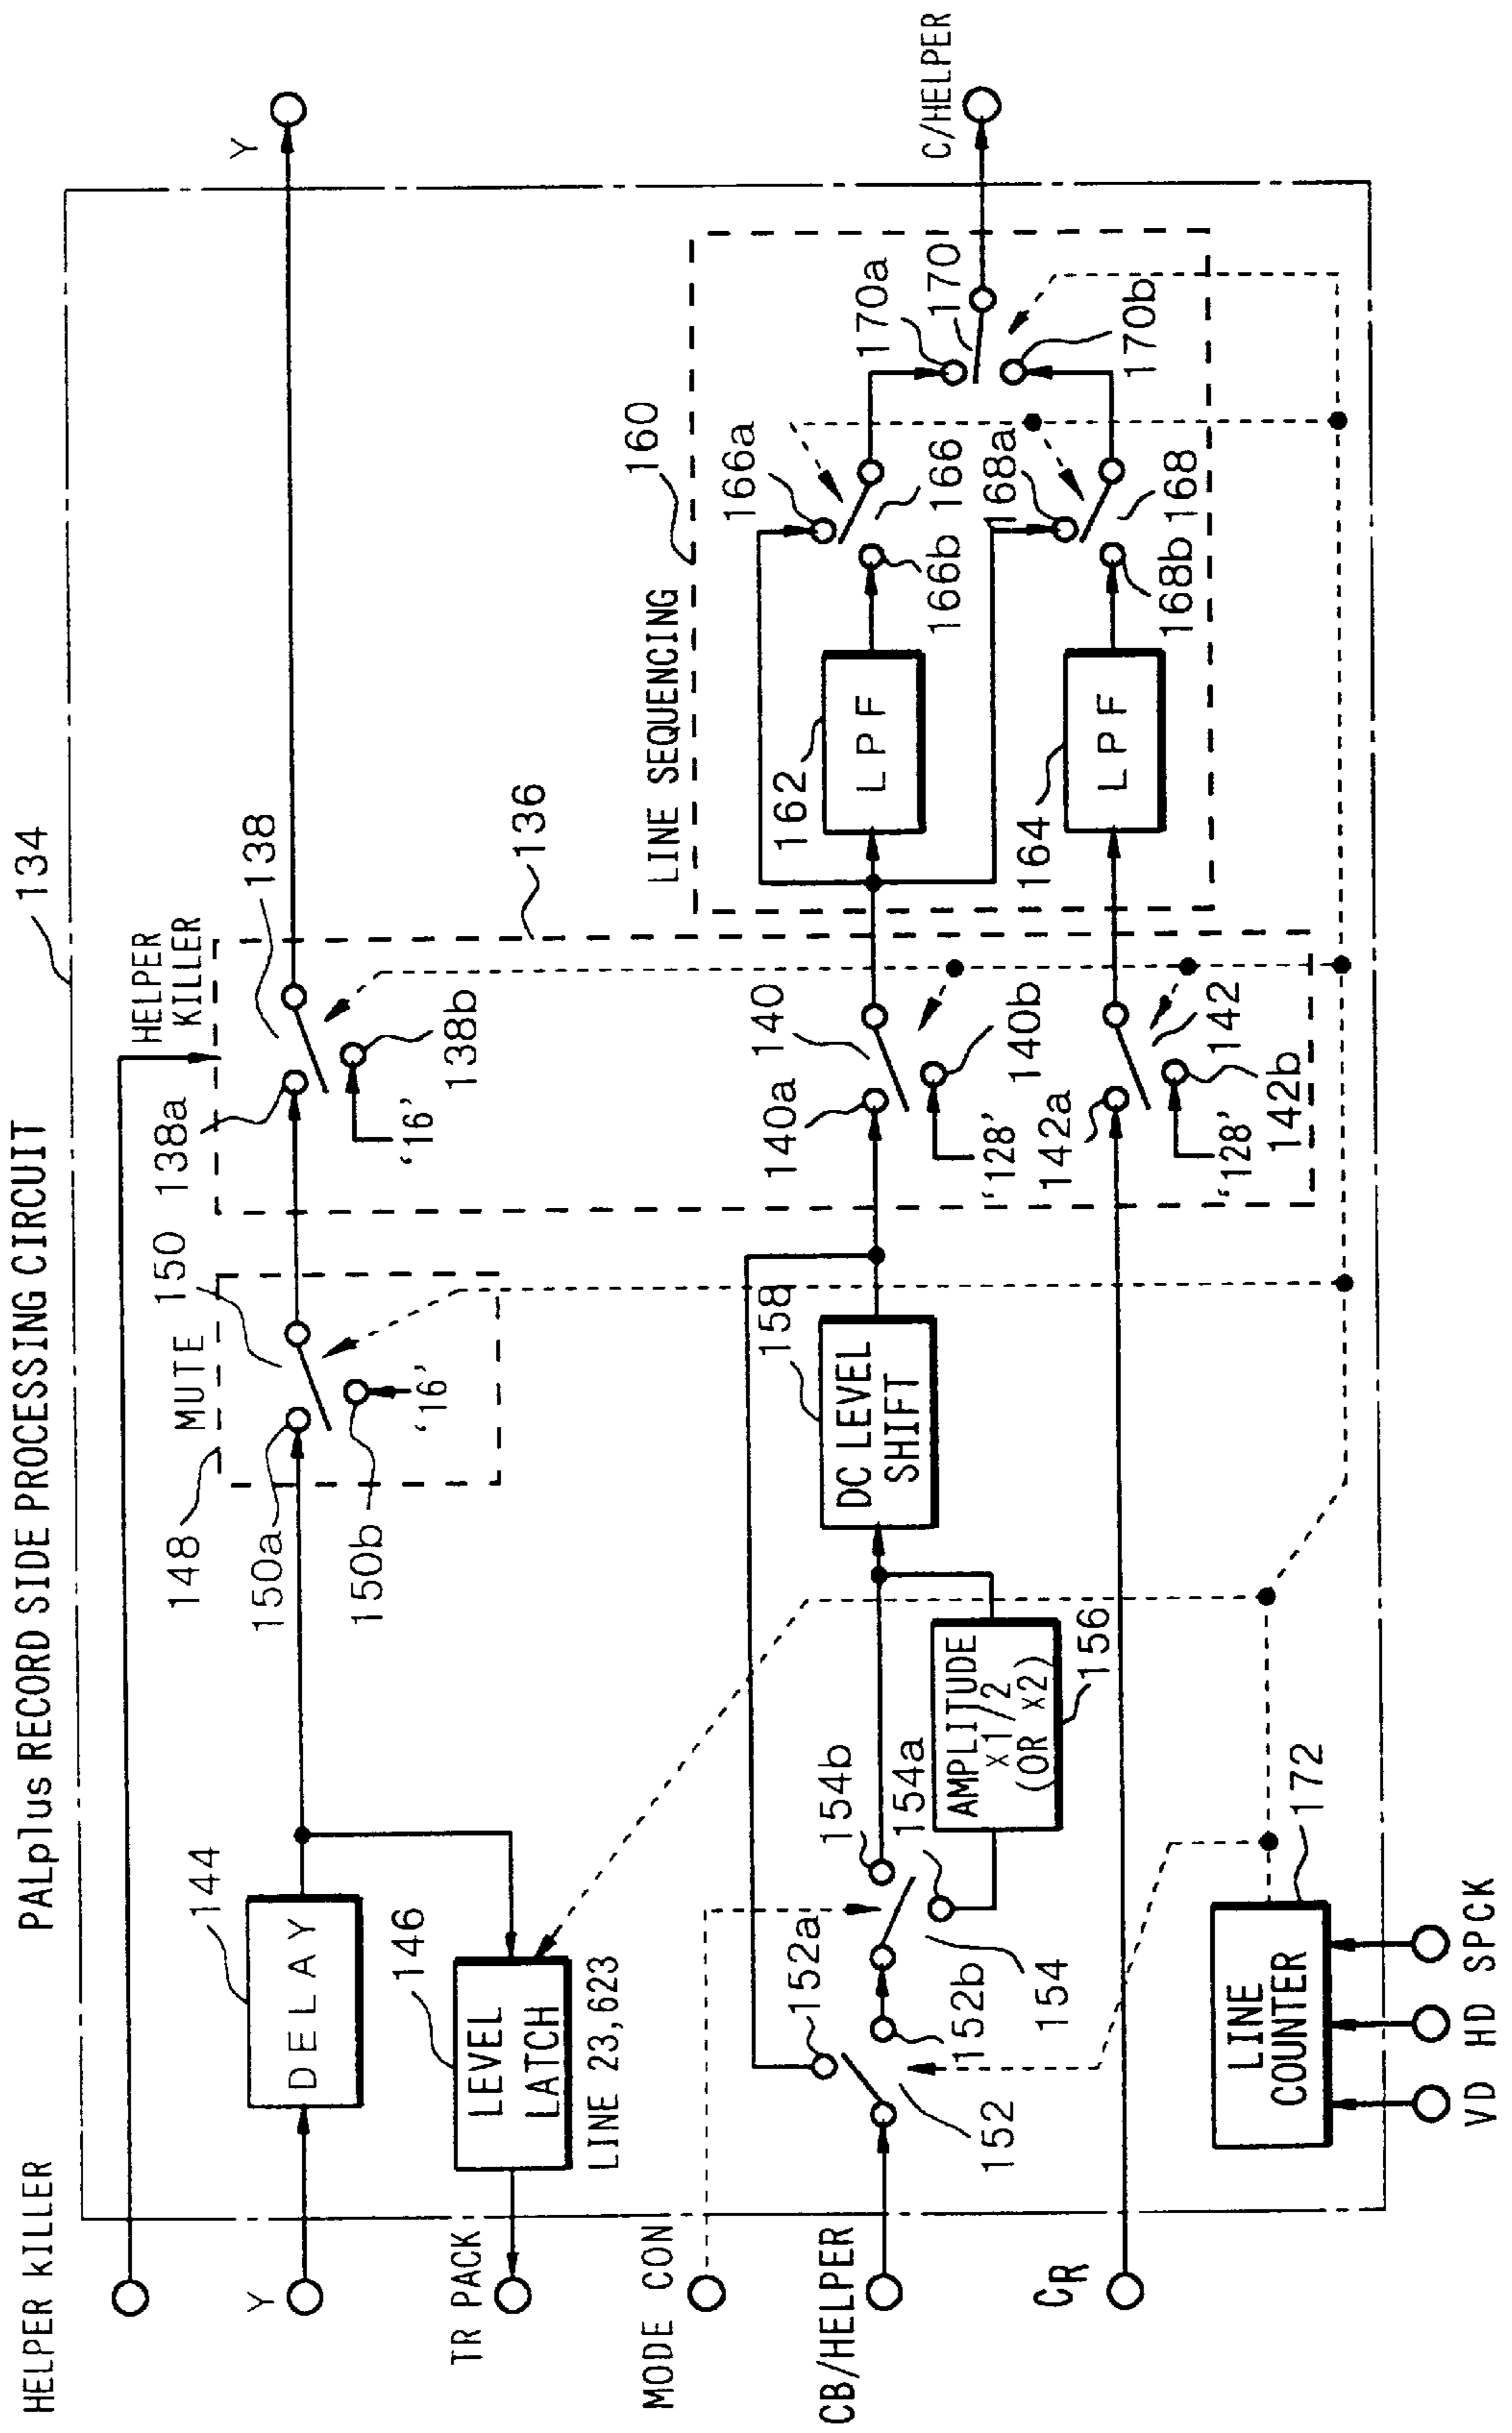 PALplus RECORD SIDE PROCESSING CIRCUIT
134
HELPER kILLER
HELPER
KILLER
138
136
Y
Y
144
DELAY
148
MUTE
150
150a
150b
'16'
138a
138b
'16'
TR PACK
146
LEVEL
LATCH
LINE 23,623
MODE CON
CB/HELPER
152a
152b
152
154b
154a
154
AMPLITUDE
x1/2
(OR x2)
156
158
DC LEVEL
SHIFT
140a
140
140b
'128'
142a
142
142b
'128'
LINE SEQUENCING
160
162
LPF
164
LPF
166a
166b
166
168a
168b
168
170a
170
170b
C/HELPER
CR
LINE
COUNTER
172
VD
HD
SPCK